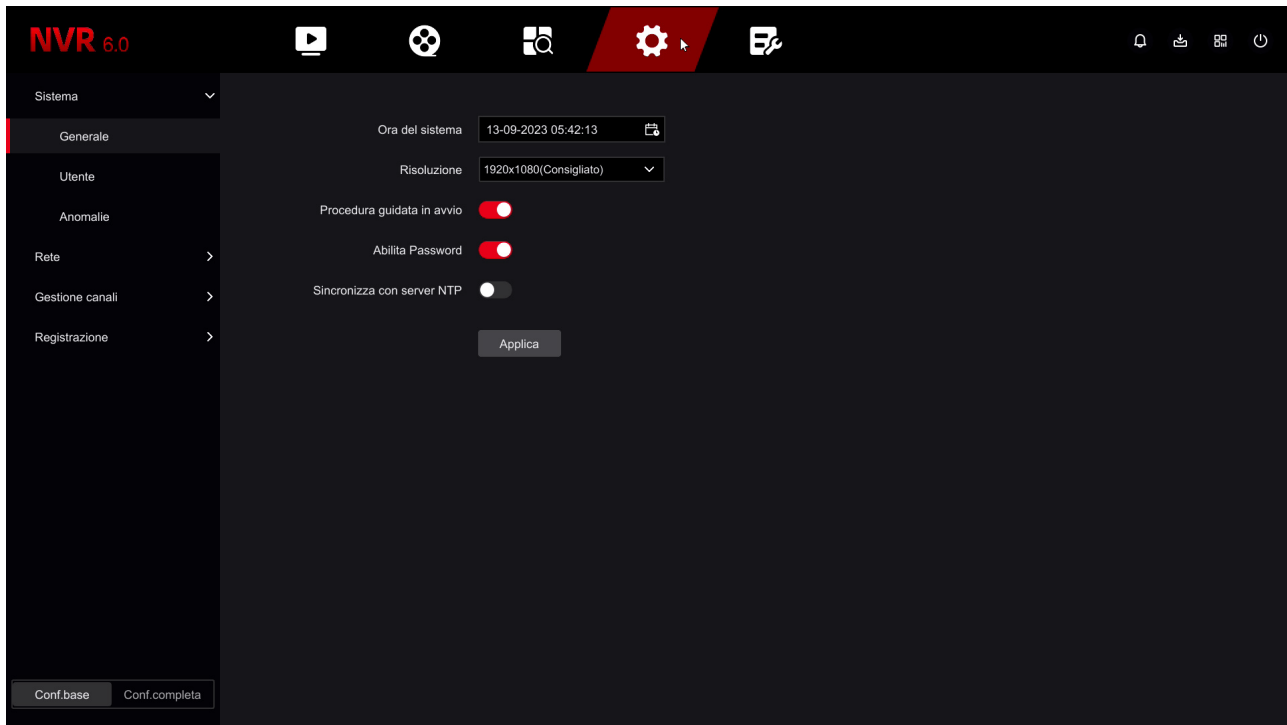 NVR 6.0
Sistema
Generale
Utente
Anomalie
Rete
Gestione canali
Registrazione
Ora del sistema 13-09-2023 05:42:13
Risoluzione 1920x1080(Consigliato)
Procedura guidata in avvio
Abilita Password
Sincronizza con server NTP
Applica
Conf.base Conf.completa